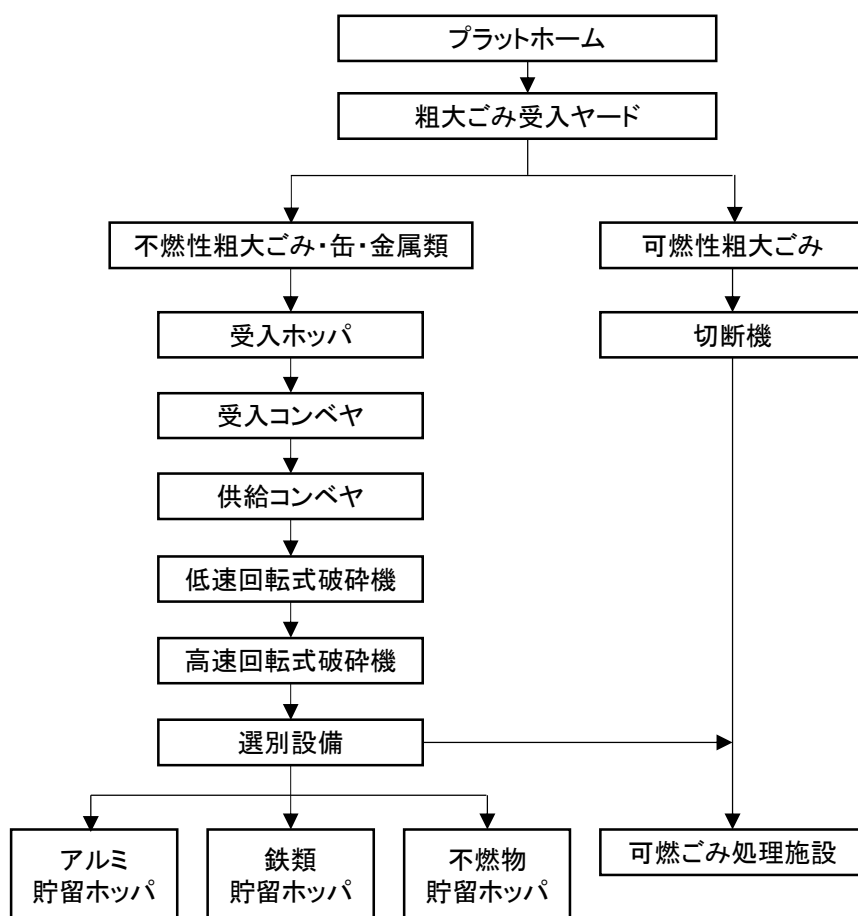 プラットホーム
粗大ごみ受入ヤード
不燃性粗大ごみ・缶・金属類
可燃性粗大ごみ
受入ホッパ
切断機
受入コンベヤ
供給コンベヤ
低速回転式破砕機
高速回転式破砕機
選別設備
アルミ
貯留ホッパ
鉄類
貯留ホッパ
不燃物
貯留ホッパ
可燃ごみ処理施設